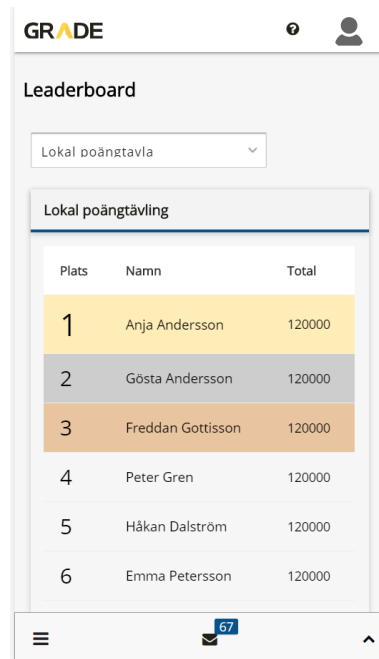 GRADE
Leaderboard
Lokal poängtavla
Lokal poängtävling
Plats Namn Total
1 Anja Andersson 120000
2 Gösta Andersson 120000
3 Freddan Gottisson 120000
4 Peter Gren 120000
5 Håkan Dalström 120000
6 Emma Petersson 120000
67